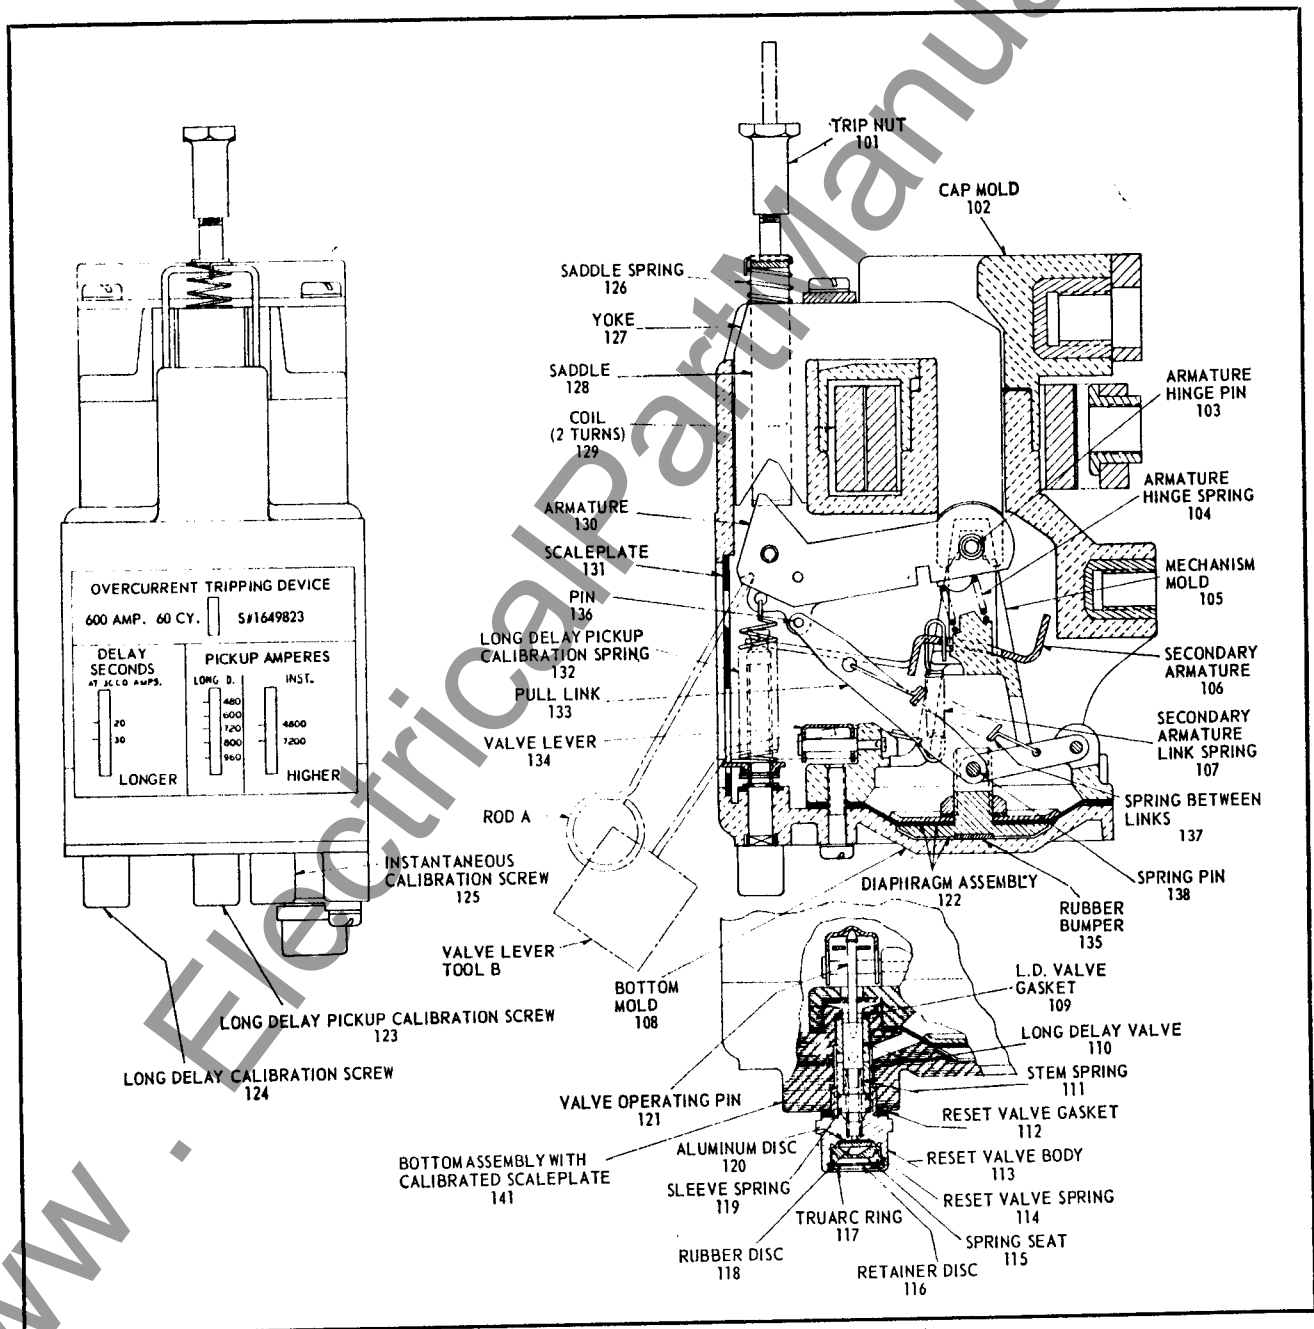 TRIP NUT
101
CAP MOLD
102
SADDLE SPRING
126
YOKE
127
SADDLE
128
COIL
(2 TURNS)
129
ARMATURE
130
SCALEPLATE
131
PIN
136
LONG DELAY PICKUP
CALIBRATION SPRING
132
PULL LINK
133
VALVE LEVER
134
ROD A
ARMATURE
HINGE PIN
103
ARMATURE
HINGE SPRING
104
MECHANISM
MOLD
105
SECONDARY
ARMATURE
106
SECONDARY
ARMATURE
LINK SPRING
107
SPRING BETWEEN
LINKS
137
SPRING PIN
138
DIAPHRAGM ASSEMBLY
122
RUBBER
BUMPER
135
OVERCURRENT TRIPPING DEVICE
600 AMP. 60 CY. S#1649823
DELAY
SECONDS
AT AMPS.
20
30
LONGER
PICKUP AMPERES
LONG D.
480
600
720
800
960
INST.
4800
7200
HIGHER
INSTANTANEOUS
CALIBRATION SCREW
125
VALVE LEVER
TOOL B
BOTTOM
MOLD
108
LONG DELAY PICKUP CALIBRATION SCREW
123
LONG DELAY CALIBRATION SCREW
124
L.D. VALVE
GASKET
109
LONG DELAY VALVE
110
STEM SPRING
111
RESET VALVE GASKET
112
RESET VALVE BODY
113
RESET VALVE SPRING
114
SPRING SEAT
115
RETAINER DISC
116
TRUARC RING
117
RUBBER DISC
118
SLEEVE SPRING
119
ALUMINUM DISC
120
VALVE OPERATING PIN
121
BOTTOM ASSEMBLY WITH
CALIBRATED SCALEPLATE
141
www . ElectricalPartManua